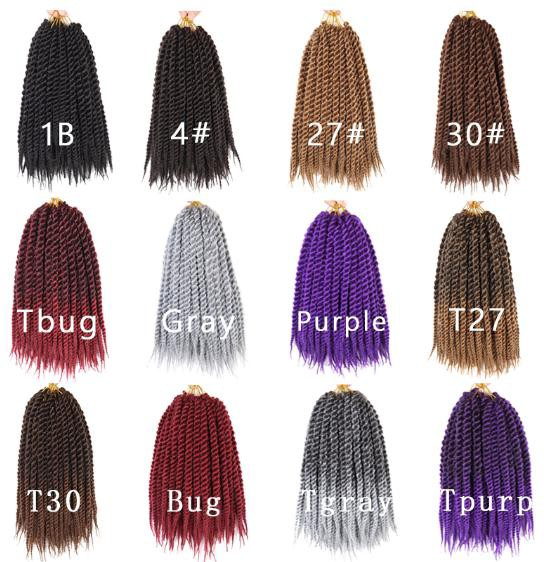 1B
4#
27#
30#
Tbug
Gray
Purple
T27
T30
Bug
Tgray
Tpurp